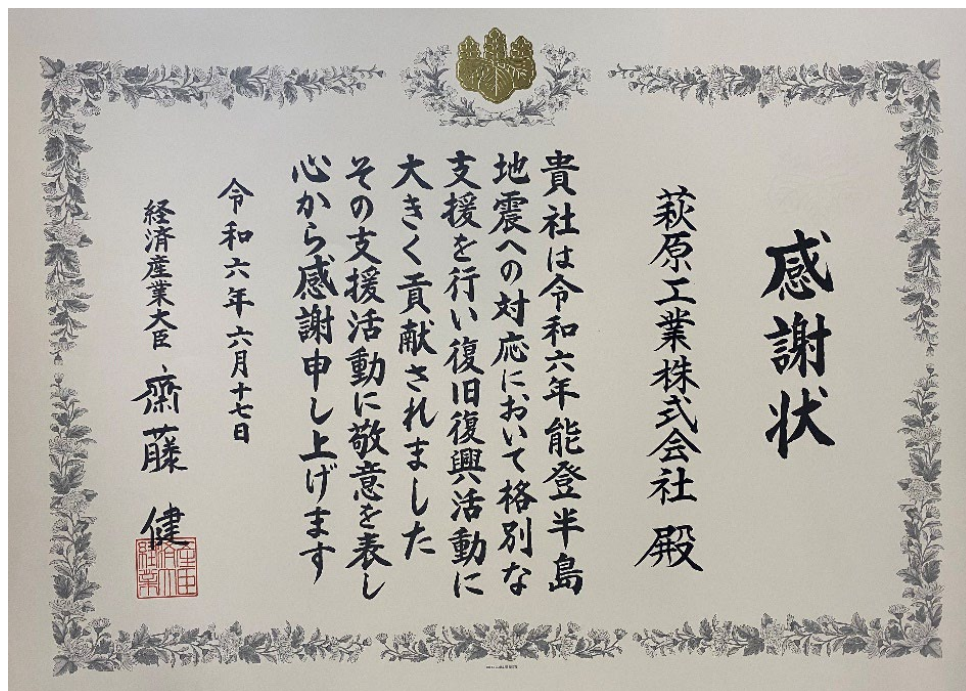 感謝状
萩原工業株式会社 殿
貴社は令和六年能登半島
地震への対応において格別な
支援を行い復旧復興活動に
大きく貢献されました
その支援活動に敬意を表し
心から感謝申し上げます
令和六年六月十七日
経済産業大臣 齋藤 健